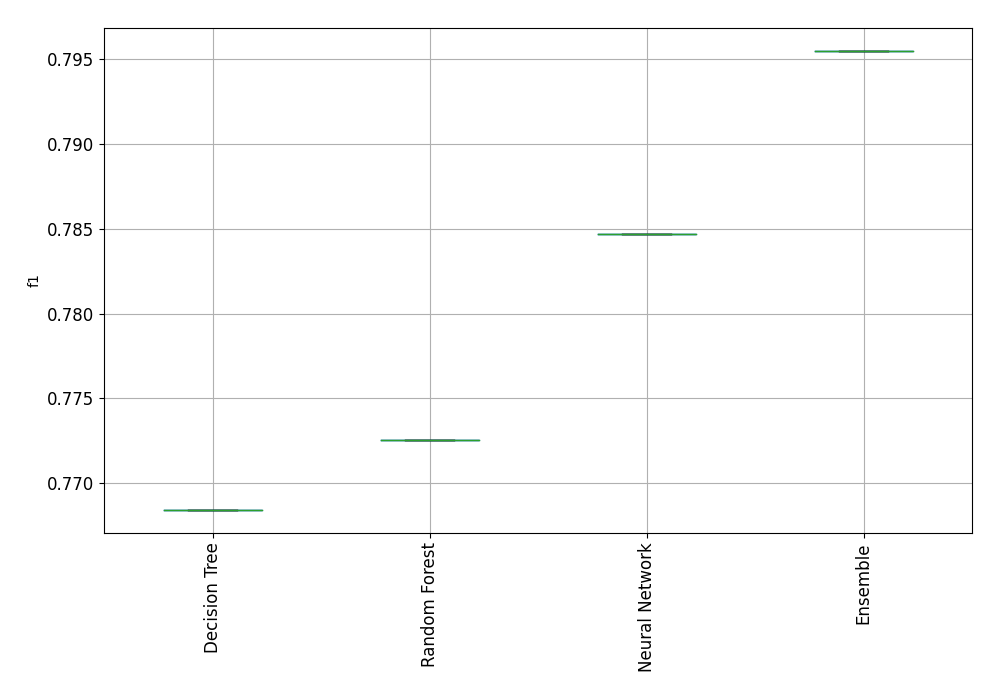 0.795
0.790
0.785
0.780
0.775
0.770
f1
Decision Tree
Random Forest
Neural Network
Ensemble